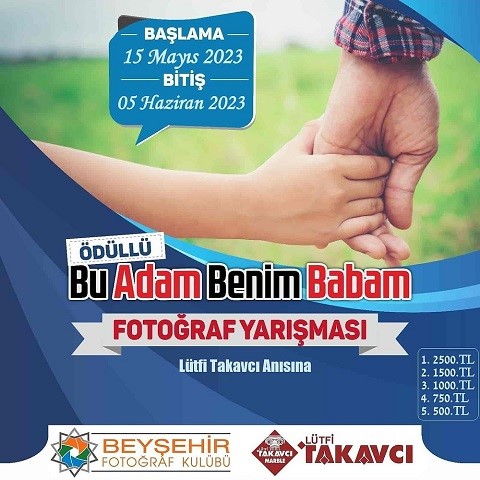 BAŞLAMA
15 Mayıs 2023
BİTİŞ
05 Haziran 2023
ÖDÜLLÜ
Bu Adam Benim Babam
FOTOĞRAF YARIŞMASI
Lütfi Takavcı Anısına
1. 2500.TL
2. 1500.TL
3. 1000.TL
4. 750.TL
5. 500.TL
BEYŞEHİR
FOTOĞRAF KULÜBÜ
TAKAVCI
MARBLE
LÜTFİ
TAKAVCI